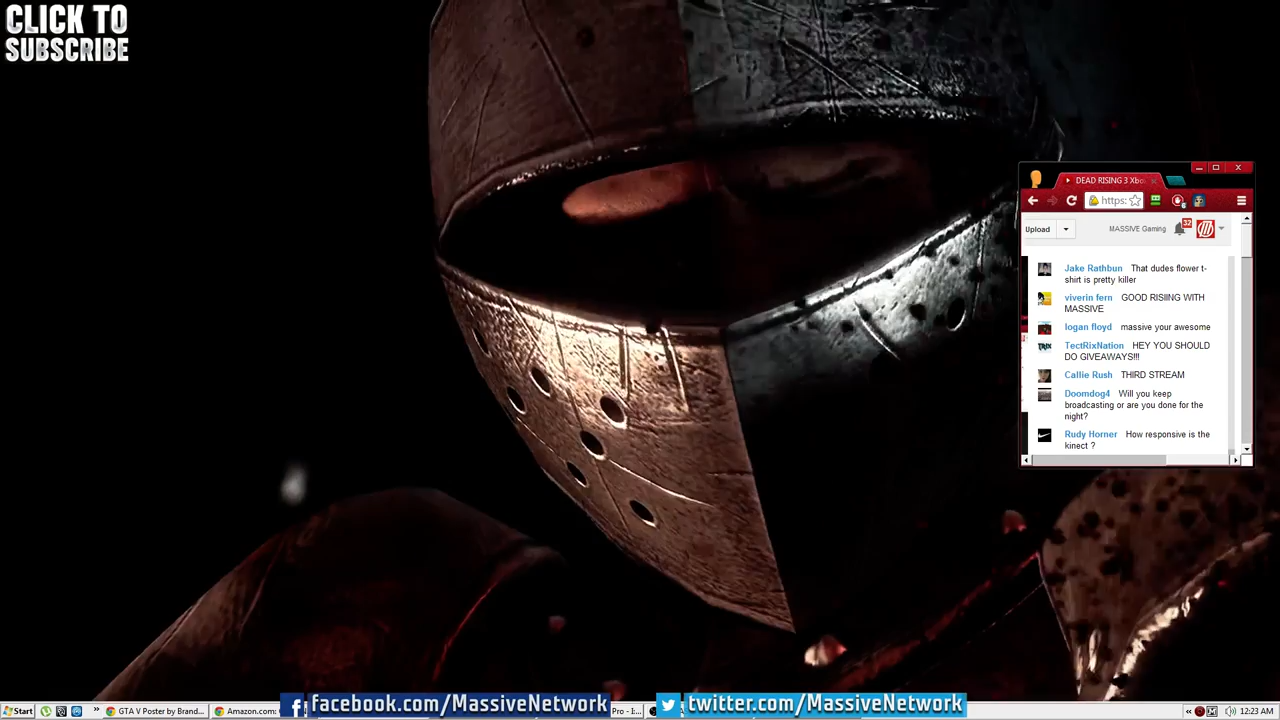 CLICK TO
SUBSCRIBE
DEAD RISING 3 Xbo
https:
Upload
MASSIVE Gaming
32
Jake Rathbun That dudes flower t-
shirt is pretty killer
viverin fern GOOD RISIING WITH
MASSIVE
logan floyd massive your awesome
TectRixNation HEY YOU SHOULD
DO GIVEAWAYS!!!
Callie Rush THIRD STREAM
Doomdog4 Will you keep
broadcasting or are you done for the
night?
Rudy Horner How responsive is the
kinect ?
Start
GTA V Poster by Brand...
Amazon.com:
facebook.com/MassiveNetwork
Pro - I...
twitter.com/MassiveNetwork
12:23 AM